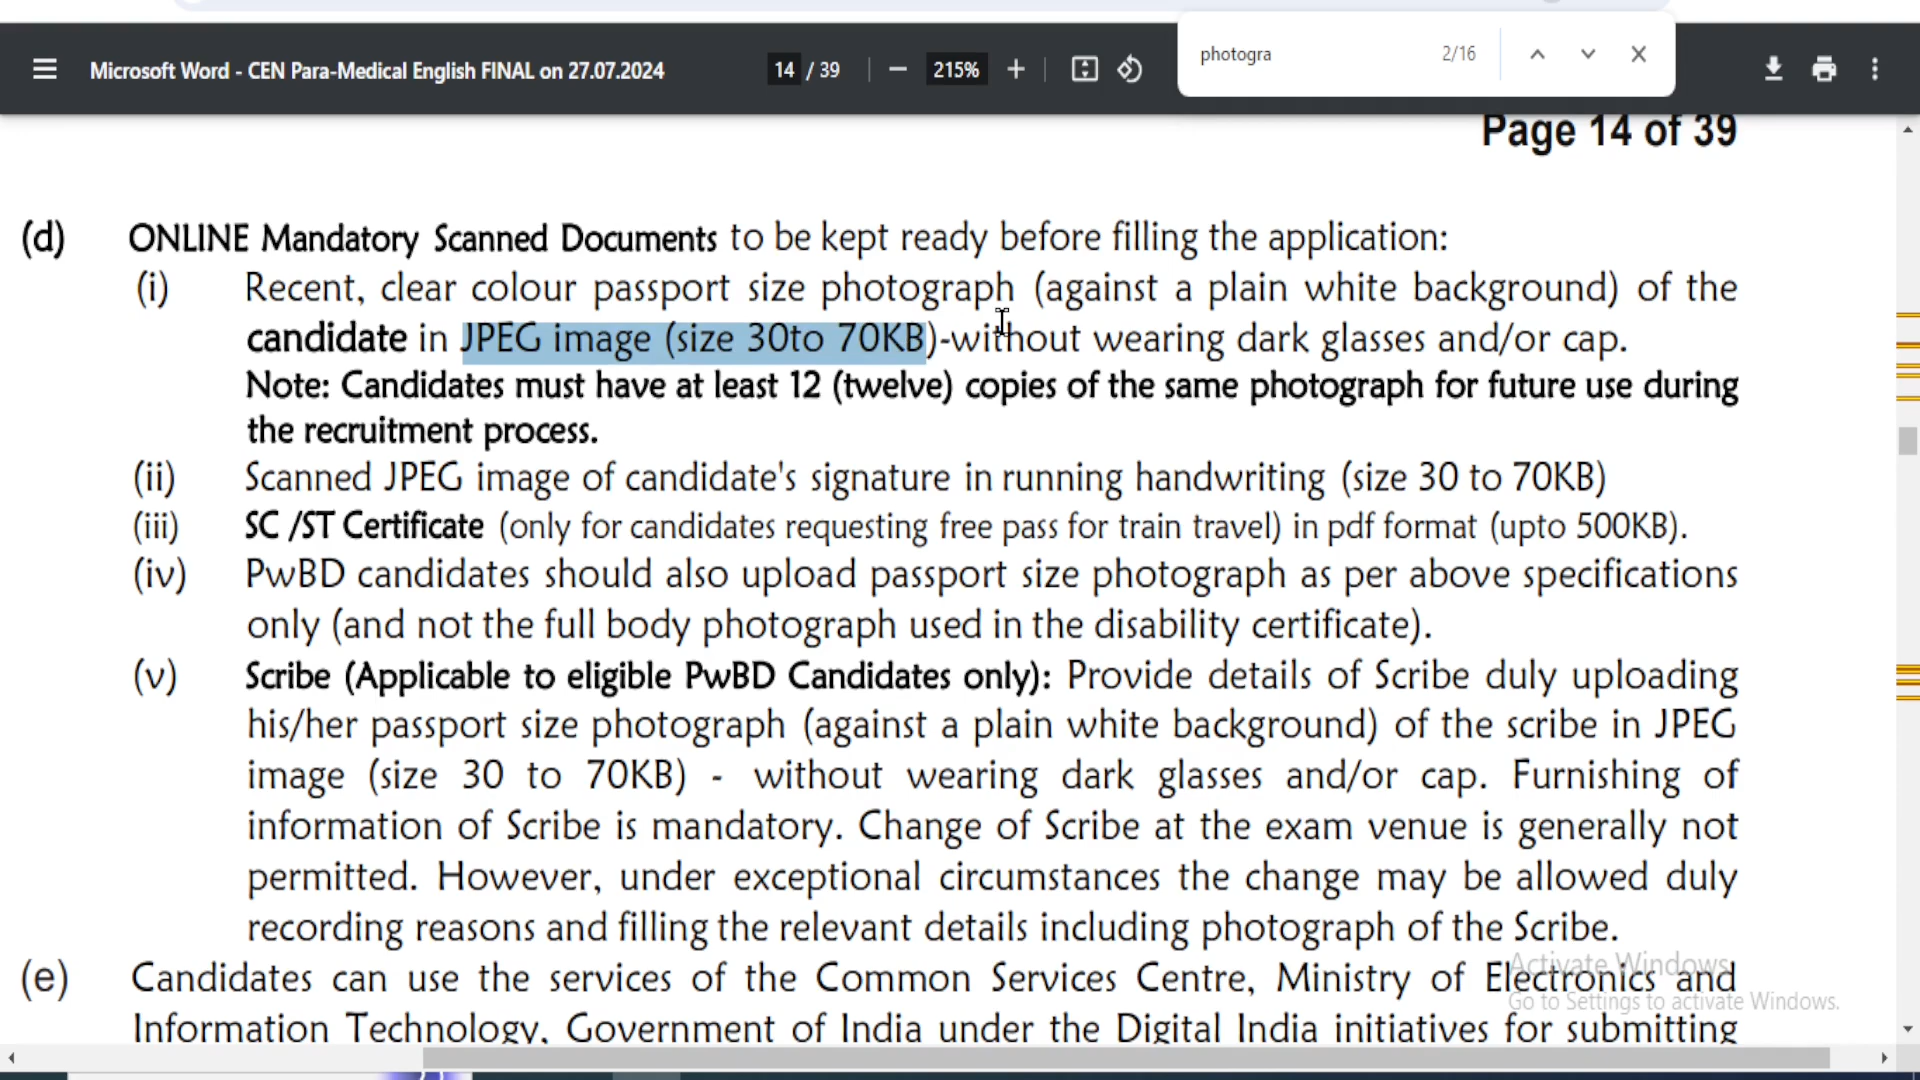 Microsoft Word - CEN Para-Medical English FINAL on 27.07.2024
14 / 39
215%
photogra
2/16
Page 14 of 39
(d) ONLINE Mandatory Scanned Documents to be kept ready before filling the application:
(i) Recent, clear colour passport size photograph (against a plain white background) of the
candidate in JPEG image (size 30to 70KB)-without wearing dark glasses and/or cap.
Note: Candidates must have at least 12 (twelve) copies of the same photograph for future use during
the recruitment process.
(ii) Scanned JPEG image of candidate's signature in running handwriting (size 30 to 70KB)
(iii) SC /ST Certificate (only for candidates requesting free pass for train travel) in pdf format (upto 500KB).
(iv) PwBD candidates should also upload passport size photograph as per above specifications
only (and not the full body photograph used in the disability certificate).
(v) Scribe (Applicable to eligible PwBD Candidates only): Provide details of Scribe duly uploading
his/her passport size photograph (against a plain white background) of the scribe in JPEG
image (size 30 to 70KB) - without wearing dark glasses and/or cap. Furnishing of
information of Scribe is mandatory. Change of Scribe at the exam venue is generally not
permitted. However, under exceptional circumstances the change may be allowed duly
recording reasons and filling the relevant details including photograph of the Scribe.
(e) Candidates can use the services of the Common Services Centre, Ministry of Electronics and
Information Technology, Government of India under the Digital India initiatives for submitting
Activate Windows
Go to Settings to activate Windows.